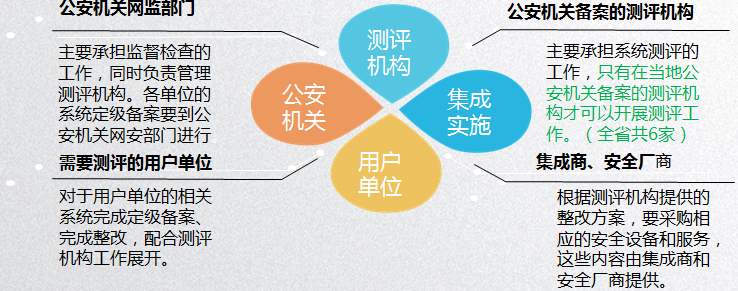 公安机关网监部门
主要承担监督检查的
工作，同时负责管理
测评机构。各单位的
系统定级备案要到公
安机关网安部门进行
需要测评的用户单位
对于用户单位的相关
系统完成定级备案、
完成整改，配合测评
机构工作展开。
测评
机构
公安
机关
集成
实施
用户
单位
公安机关备案的测评机构
主要承担系统测评的
工作，只有在当地公
安机关备案的测评机
构才可以开展测评工
作。（全省共6家）
集成商、安全厂商
根据测评机构提供的
整改方案，要采购相
应的安全设备和服务，
这些内容由集成商和
安全厂商提供。